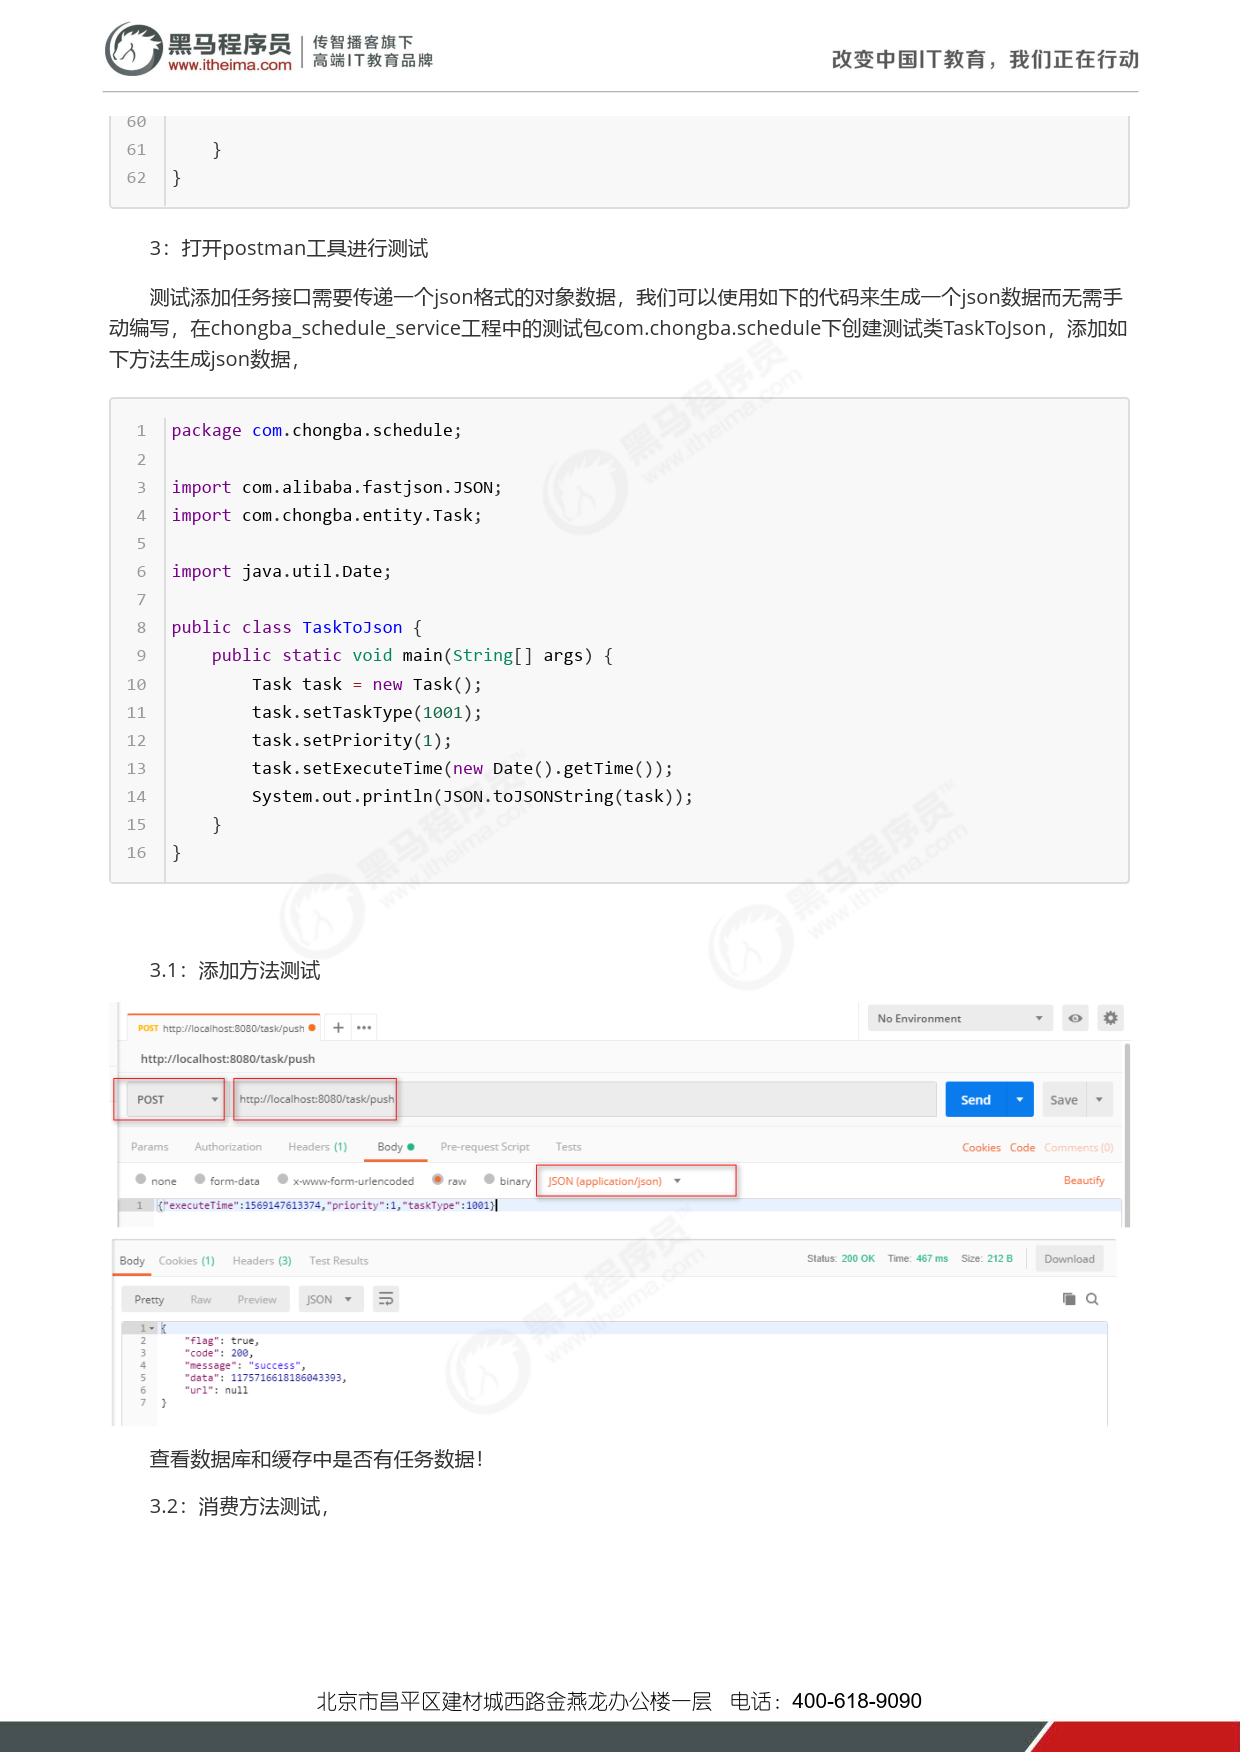 黑马程序员
www.itheima.com
传智播客旗下
高端IT教育品牌
改变中国IT教育，我们正在行动
60
61     }
62 }
3：打开postman工具进行测试
测试添加任务接口需要传递一个json格式的对象数据，我们可以使用如下的代码来生成一个json数据而无需手
动编写，在chongba_schedule_service工程中的测试包com.chongba.schedule下创建测试类TaskToJson，添加如
下方法生成json数据，
1 package com.chongba.schedule;
2
3 import com.alibaba.fastjson.JSON;
4 import com.chongba.entity.Task;
5
6 import java.util.Date;
7
8 public class TaskToJson {
9     public static void main(String[] args) {
10         Task task = new Task();
11         task.setTaskType(1001);
12         task.setPriority(1);
13         task.setExecuteTime(new Date().getTime());
14         System.out.println(JSON.toJSONString(task));
15     }
16 }
3.1：添加方法测试
POST http://localhost:8080/task/push + ••• No Environment
http://localhost:8080/task/push
POST http://localhost:8080/task/push Send Save
Params Authorization Headers (1) Body Pre-request Script Tests Cookies Code Comments (0)
none form-data x-www-form-urlencoded raw binary JSON (application/json) Beautify
1 {"executeTime":1569147613374,"priority":1,"taskType":1001}
Body Cookies (1) Headers (3) Test Results Status: 200 OK Time: 467 ms Size: 212 B Download
Pretty Raw Preview JSON
1 {
2     "flag": true,
3     "code": 200,
4     "message": "success",
5     "data": 1175716618186043393,
6     "url": null
7 }
查看数据库和缓存中是否有任务数据！
3.2：消费方法测试，
北京市昌平区建材城西路金燕龙办公楼一层 电话：400-618-9090